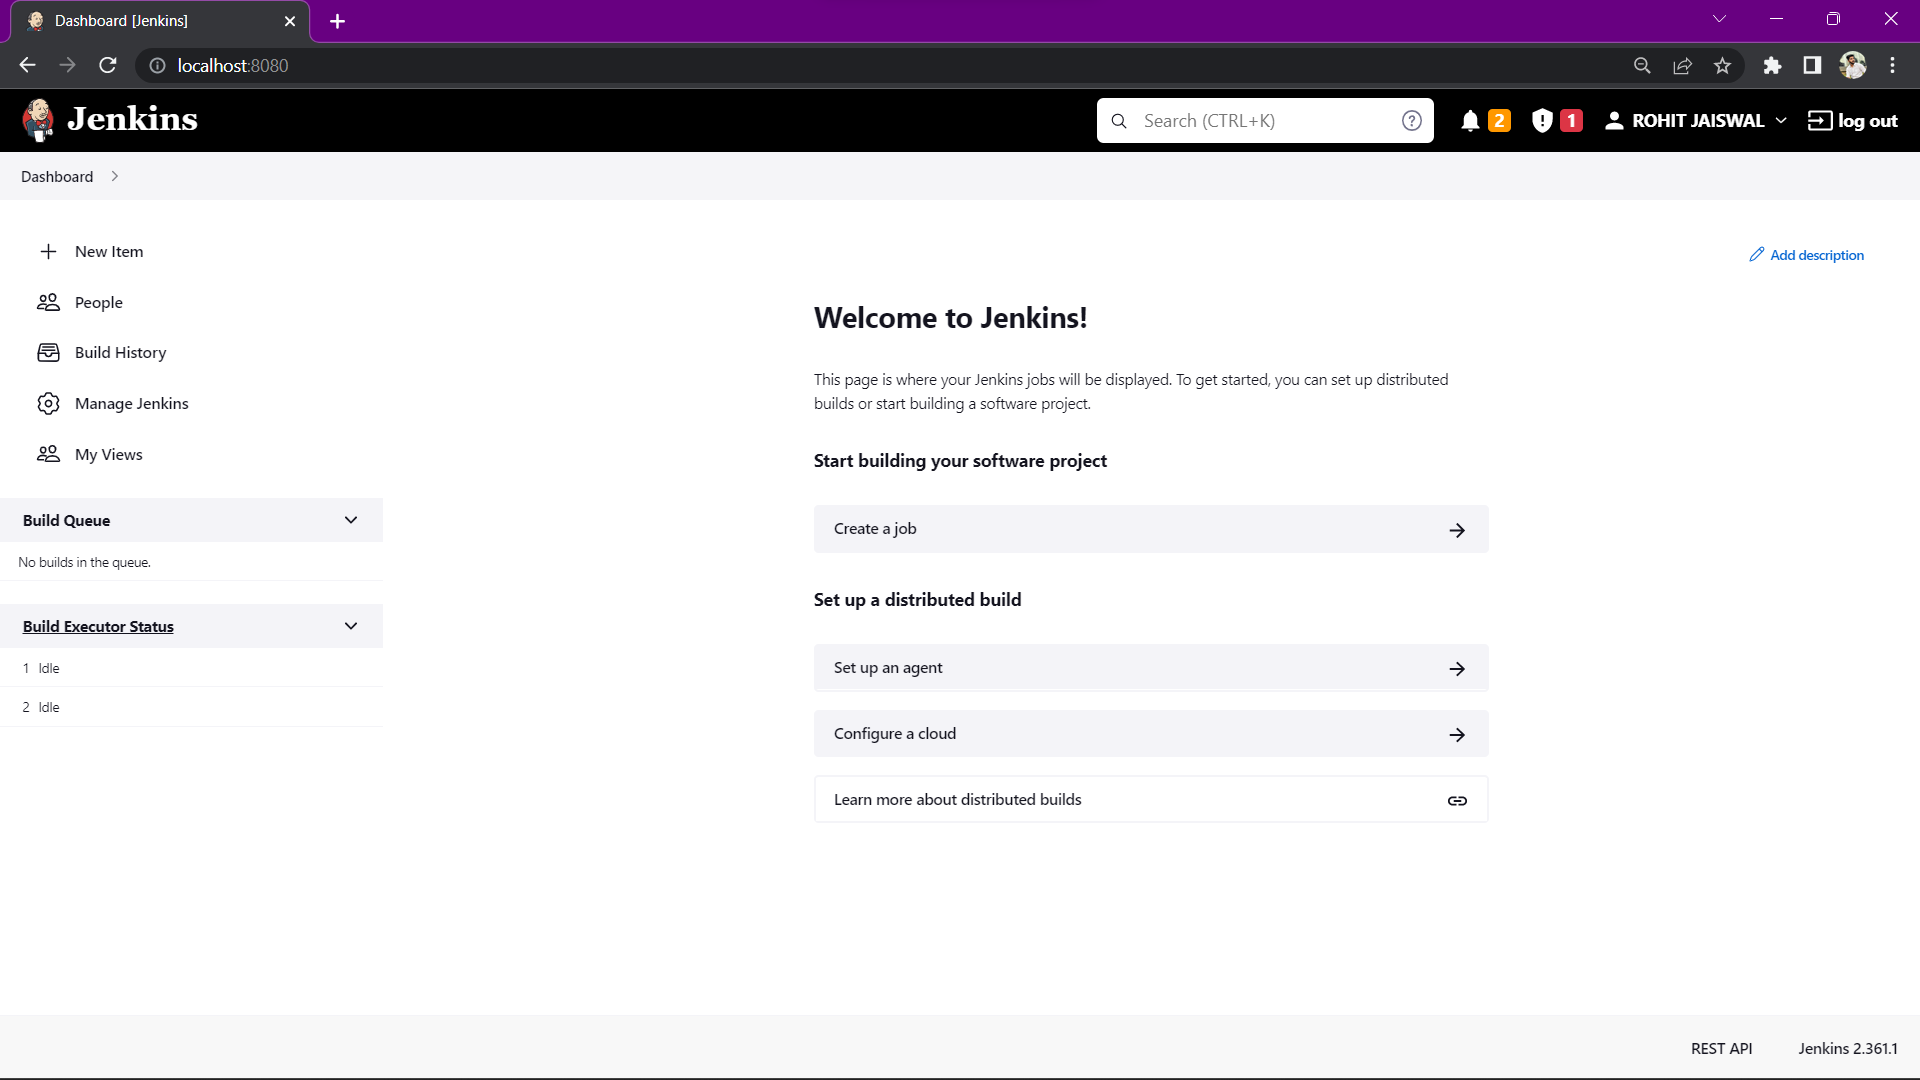 Dashboard [Jenkins]
localhost:8080
Jenkins
Search (CTRL+K)
2
1
ROHIT JAISWAL
log out
Dashboard
New Item
People
Build History
Manage Jenkins
My Views
Build Queue
No builds in the queue.
Build Executor Status
1 Idle
2 Idle
Add description
Welcome to Jenkins!
This page is where your Jenkins jobs will be displayed. To get started, you can set up distributed
builds or start building a software project.
Start building your software project
Create a job
Set up a distributed build
Set up an agent
Configure a cloud
Learn more about distributed builds
REST API
Jenkins 2.361.1